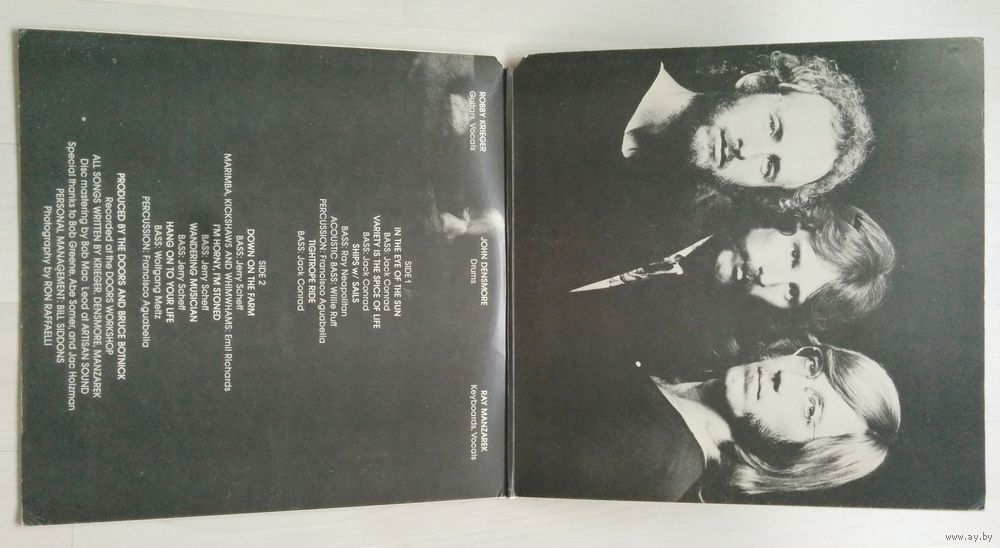 ROBBY KRIEGER
Guitars, Vocals
JOHN DENSMORE
Drums
RAY MANZAREK
Keyboards, Vocals
SIDE 1
IN THE EYE OF THE SUN
BASS: Jack Conrad
VARIETY IS THE SPICE OF LIFE
BASS: Jack Conrad
SHIPS w/ SAILS
BASS: Ray Neapolitan
ACOUSTIC BASS: Willie Ruff
PERCUSSION: Francisco Aguabella
TIGHTROPE RIDE
BASS: Jack Conrad
SIDE 2
DOWN ON THE FARM
BASS: Jerry Scheff
MARIMBA, KICKSHAWS AND WHIMWHAMS: Emil Richards
I'M HORNY, I'M STONED
BASS: Jerry Scheff
WANDERING MUSICIAN
BASS: Jerry Scheff
HANG ON TO YOUR LIFE
BASS: Wolfgang Meltz
PERCUSSION: Francisco Aguabella
PRODUCED BY THE DOORS AND BRUCE BOTNICK
Recorded at the DOORS WORKSHOP
ALL SONGS WRITTEN BY KRIEGER, DENSMORE, MANZAREK
Disc mastering by Bob Mac Leod at ARTISAN SOUND
Special thanks to Bob Greene, Abe Somer, and Jac Holzman
PERSONAL MANAGEMENT: BILL SIDDONS
Photography by RON RAFFAELLI
www.ay.by